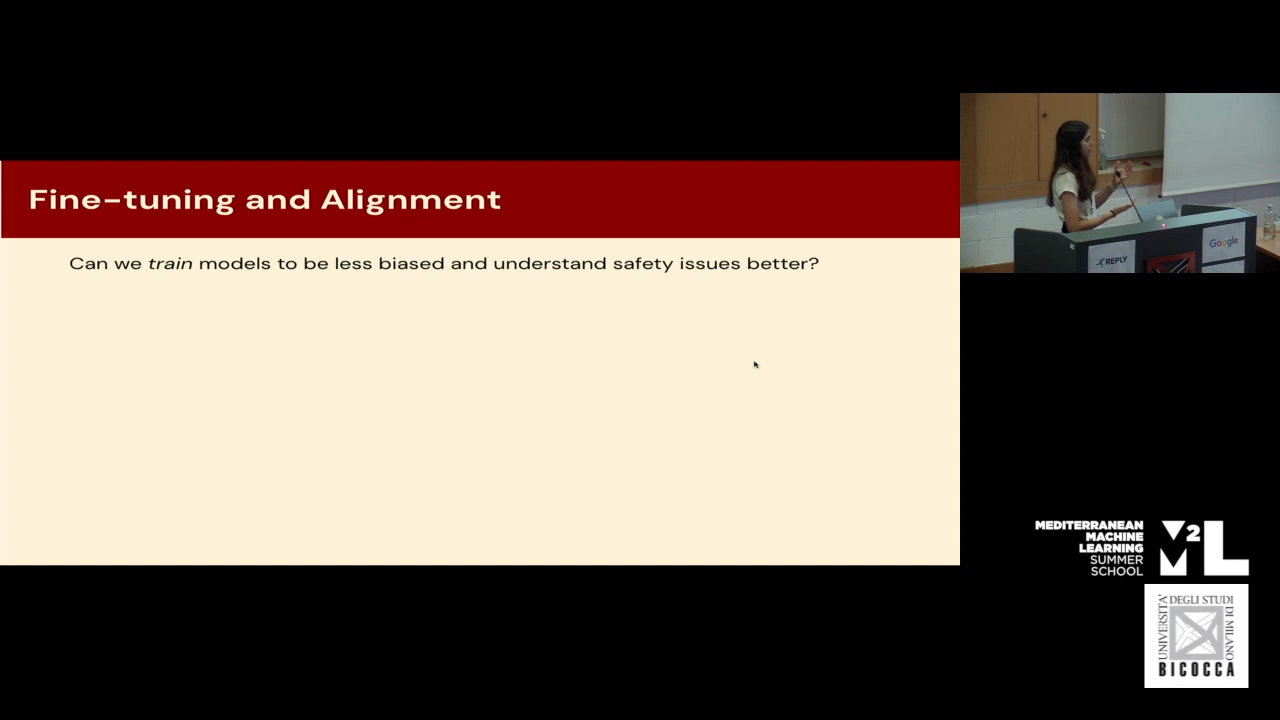 Fine-tuning and Alignment
Can we train models to be less biased and understand safety issues better?
REPLY
Google
MEDITERRANEAN
MACHINE
LEARNING
SUMMER
SCHOOL
M2L
UNIVERSITA'
DEGLI STUDI
DI MILANO
BICOCCA